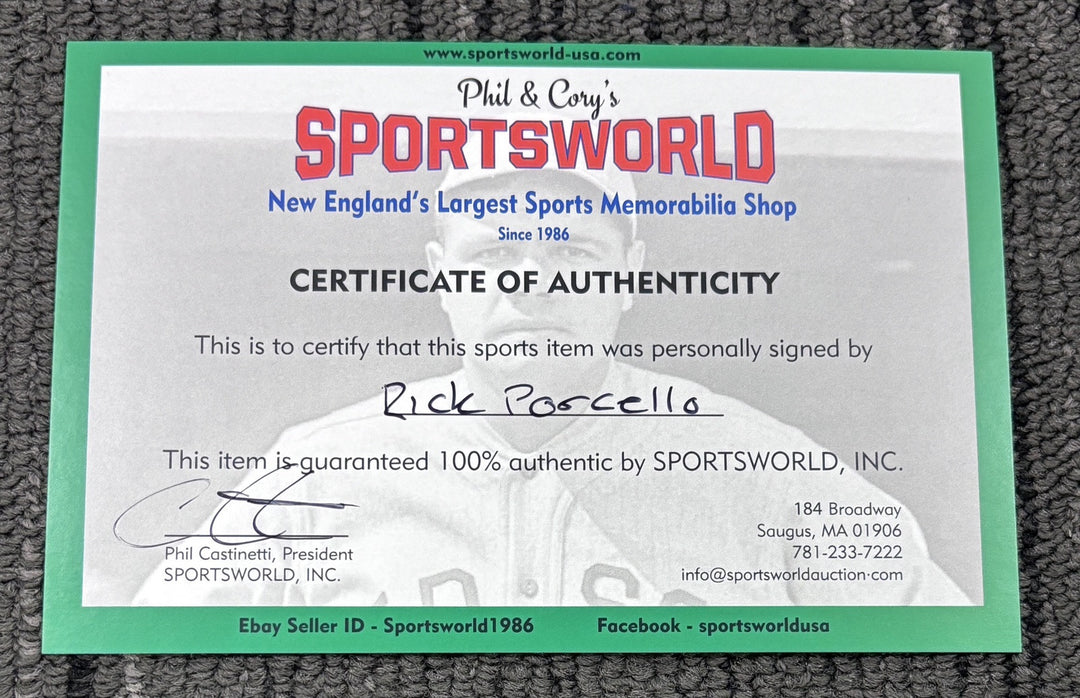 www.sportsworld-usa.com
Phil & Cory's
SPORTSWORLD
New England's Largest Sports Memorabilia Shop
Since 1986
CERTIFICATE OF AUTHENTICITY
This is to certify that this sports item was personally signed by
Rick Porcello
This item is guaranteed 100% authentic by SPORTSWORLD, INC.
Phil Castinetti, President
SPORTSWORLD, INC.
184 Broadway
Saugus, MA 01906
781-233-7222
info@sportsworldauction.com
Ebay Seller ID - Sportsworld1986
Facebook - sportsworldusa